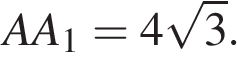 AA₁ = 4√3.